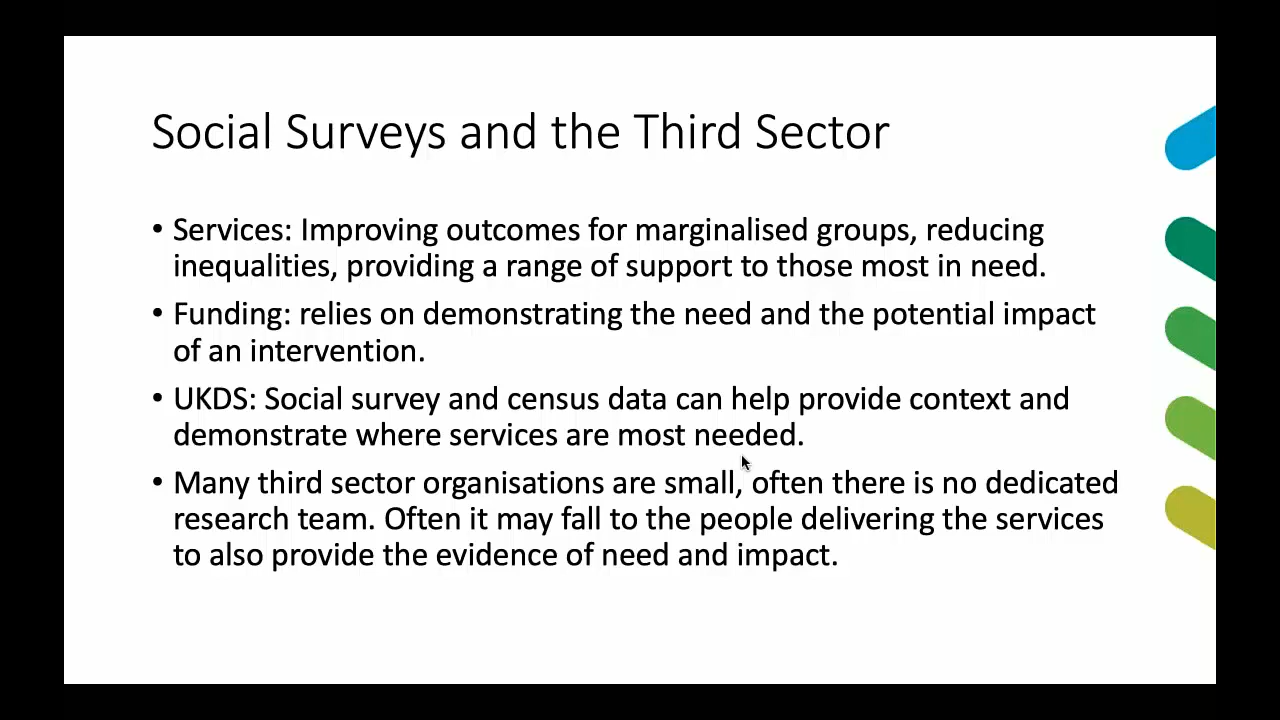 Social Surveys and the Third Sector
• Services: Improving outcomes for marginalised groups, reducing
inequalities, providing a range of support to those most in need.
• Funding: relies on demonstrating the need and the potential impact
of an intervention.
• UKDS: Social survey and census data can help provide context and
demonstrate where services are most needed.
• Many third sector organisations are small, often there is no dedicated
research team. Often it may fall to the people delivering the services
to also provide the evidence of need and impact.